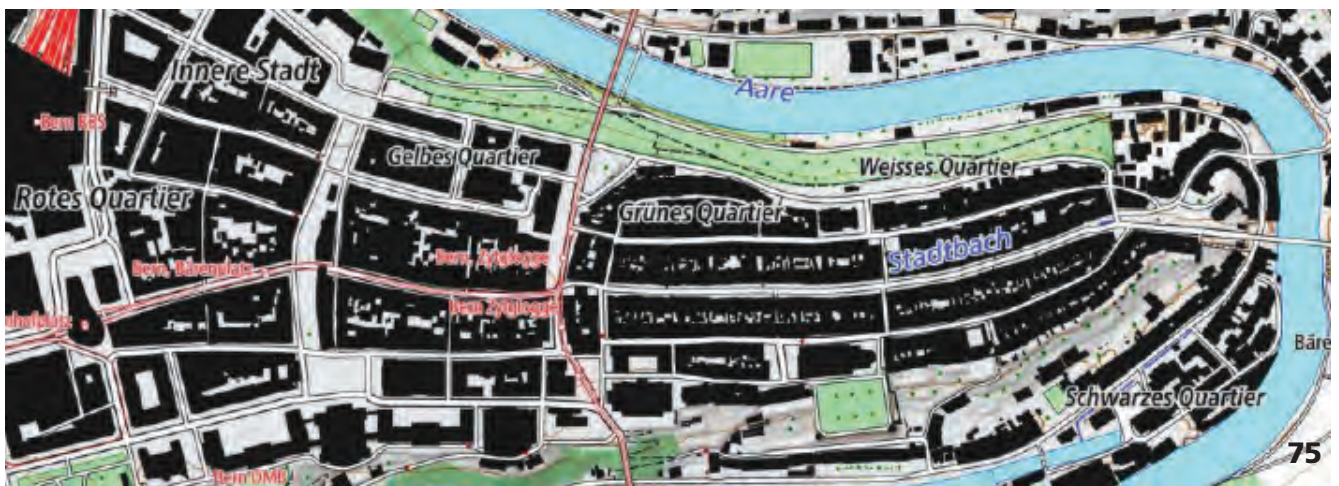 Innere Stadt
Aare
Bern RBS
Gelbes Quartier
Weisses Quartier
Rotes Quartier
Grünes Quartier
Stadtbach
Bern, Zytglogge
Bern, Bärenplatz
Bern Zytglogge
Bäre
Schwarzes Quartier
75
Bern DMB